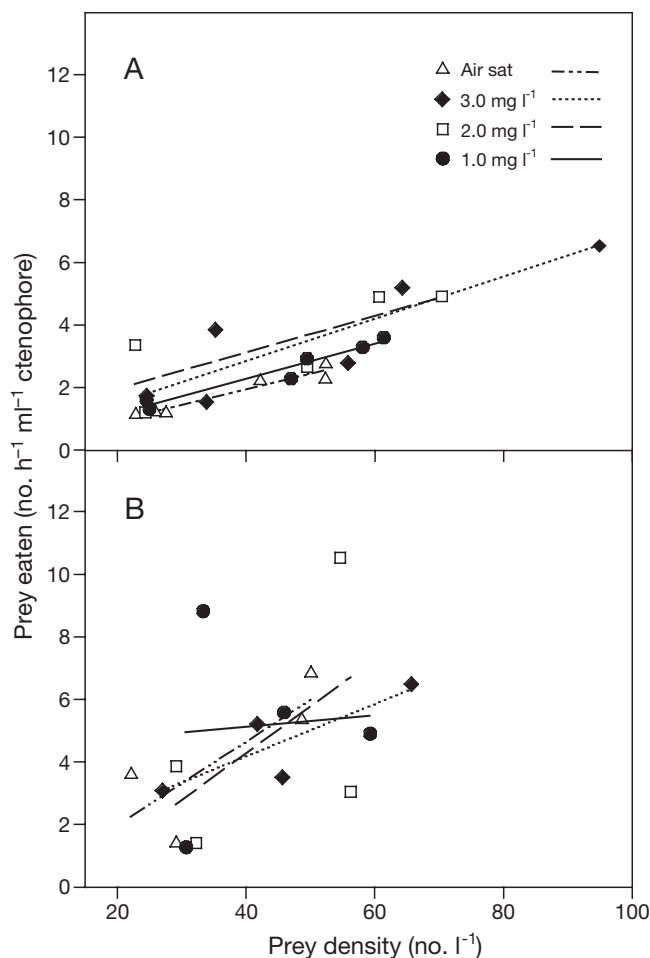 A
Air sat
3.0 mg l⁻¹
2.0 mg l⁻¹
1.0 mg l⁻¹
12
10
8
6
4
2
0
B
12
10
8
6
4
2
0
20 40 60 80 100
Prey eaten (no. h⁻¹ ml⁻¹ ctenophore)
Prey density (no. l⁻¹)